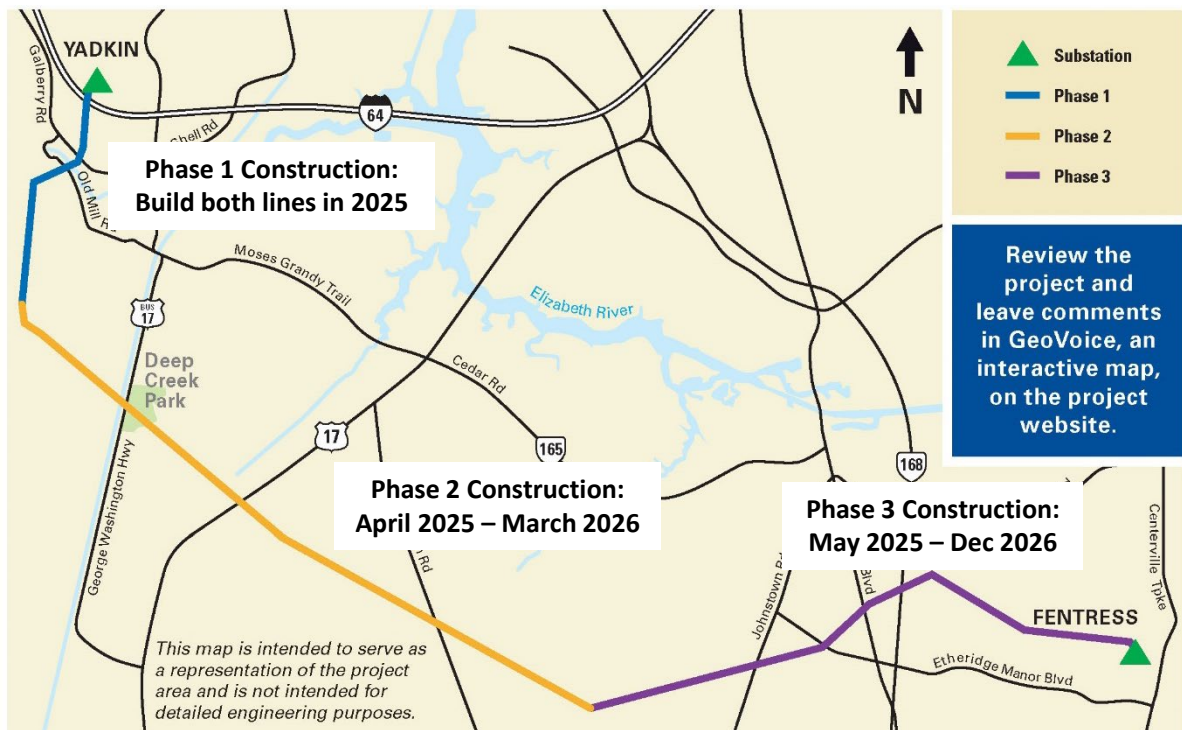 YADKIN
Galberry Rd
64
Shell Rd
Phase 1 Construction:
Build both lines in 2025
Old Mill R
Moses Grandy Trail
BUS
17
Deep
Creek
Park
George Washington Hwy
Elizabeth River
Cedar Rd
17
165
168
Phase 2 Construction:
April 2025 – March 2026
Rd
Phase 3 Construction:
May 2025 – Dec 2026
Johnstown Rd
Blvd
Centerville Tpke
FENTRESS
Etheridge Manor Blvd
This map is intended to serve as
a representation of the project
area and is not intended for
detailed engineering purposes.
N
Substation
Phase 1
Phase 2
Phase 3
Review the
project and
leave comments
in GeoVoice, an
interactive map,
on the project
website.